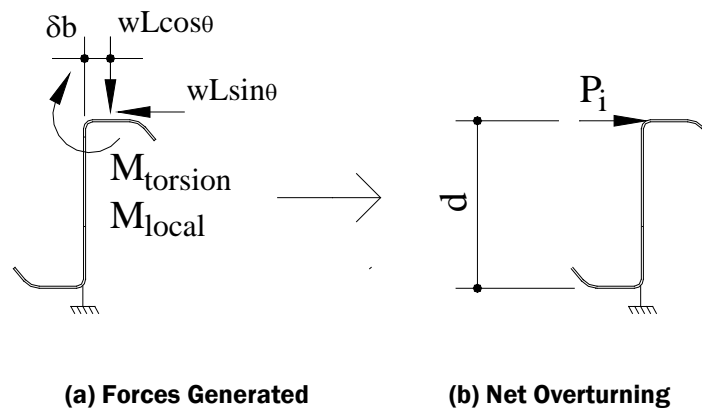 δb wLcosθ
wLsinθ
M_torsion
M_local
P_i
d
(a) Forces Generated
(b) Net Overturning